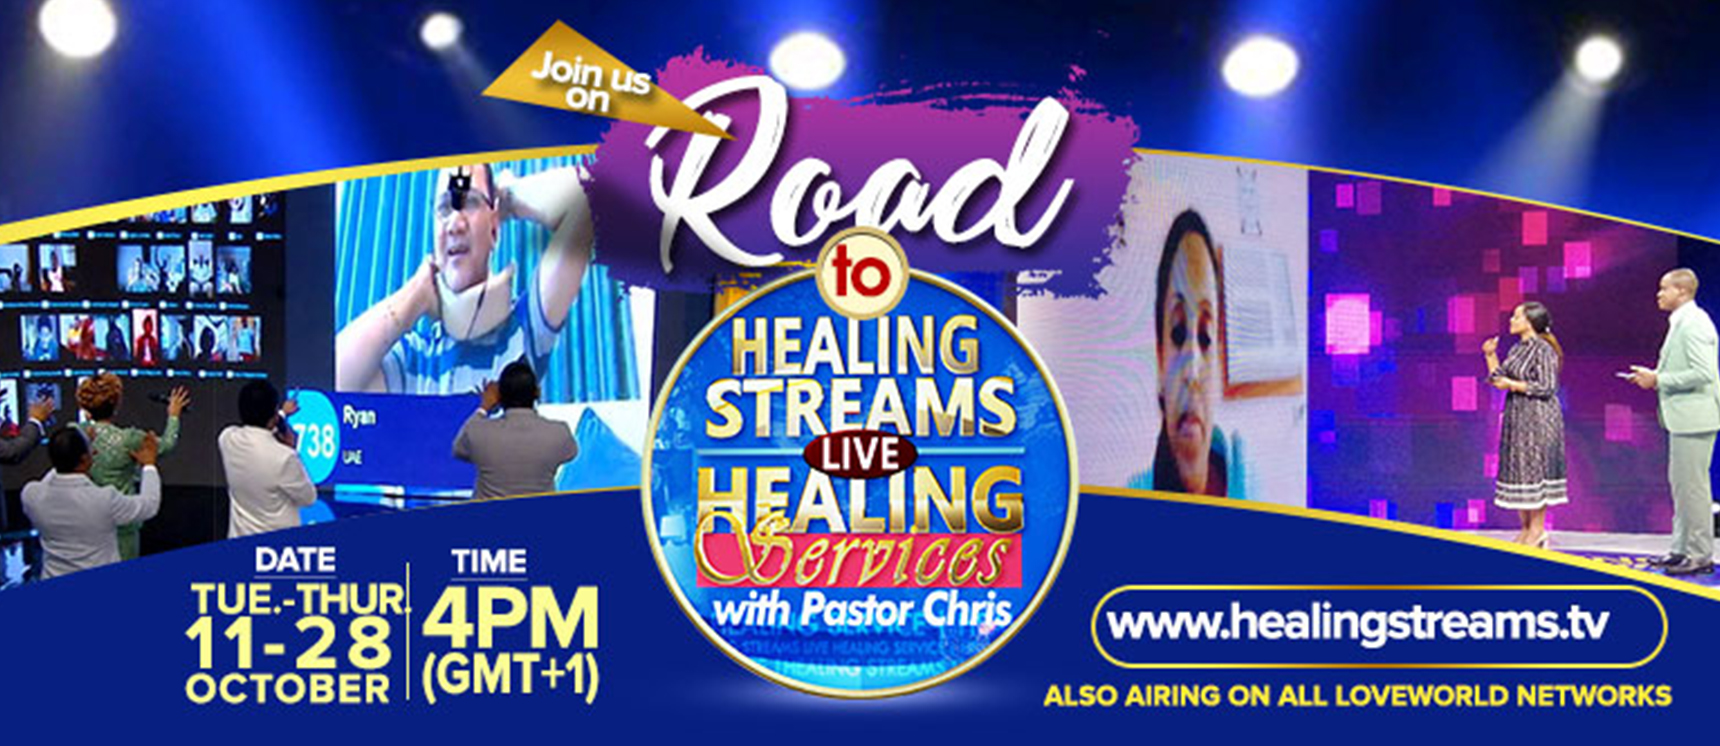 Join us
on
Road
to
HEALING
STREAMS
LIVE
HEALING
Services
with Pastor Chris
738
Ryan
UAE
DATE
TUE.-THUR.
11-28
OCTOBER
TIME
4PM
(GMT+1)
www.healingstreams.tv
ALSO AIRING ON ALL LOVEWORLD NETWORKS